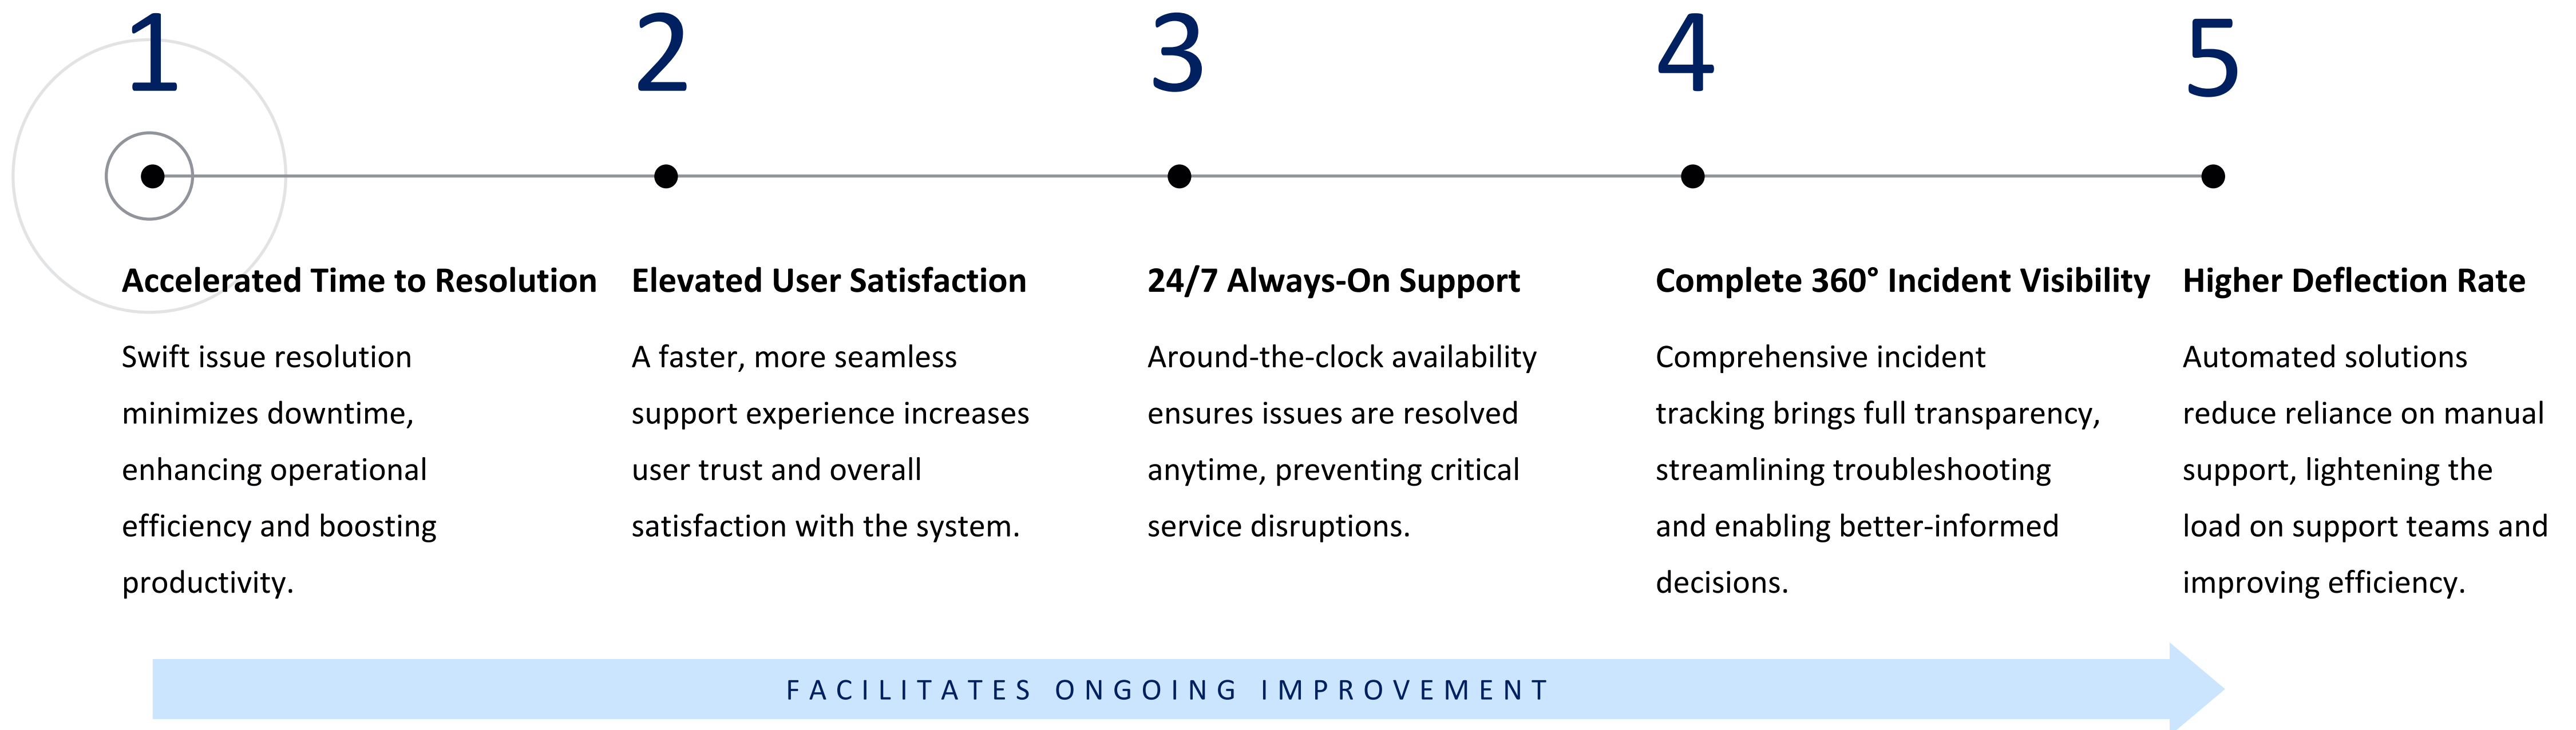 1
2
3
4
5
Accelerated Time to Resolution
Swift issue resolution
minimizes downtime,
enhancing operational
efficiency and boosting
productivity.
Elevated User Satisfaction
A faster, more seamless
support experience increases
user trust and overall
satisfaction with the system.
24/7 Always-On Support
Around-the-clock availability
ensures issues are resolved
anytime, preventing critical
service disruptions.
Complete 360° Incident Visibility
Comprehensive incident
tracking brings full transparency,
streamlining troubleshooting
and enabling better-informed
decisions.
Higher Deflection Rate
Automated solutions
reduce reliance on manual
support, lightening the
load on support teams and
improving efficiency.
FACILITATES ONGOING IMPROVEMENT